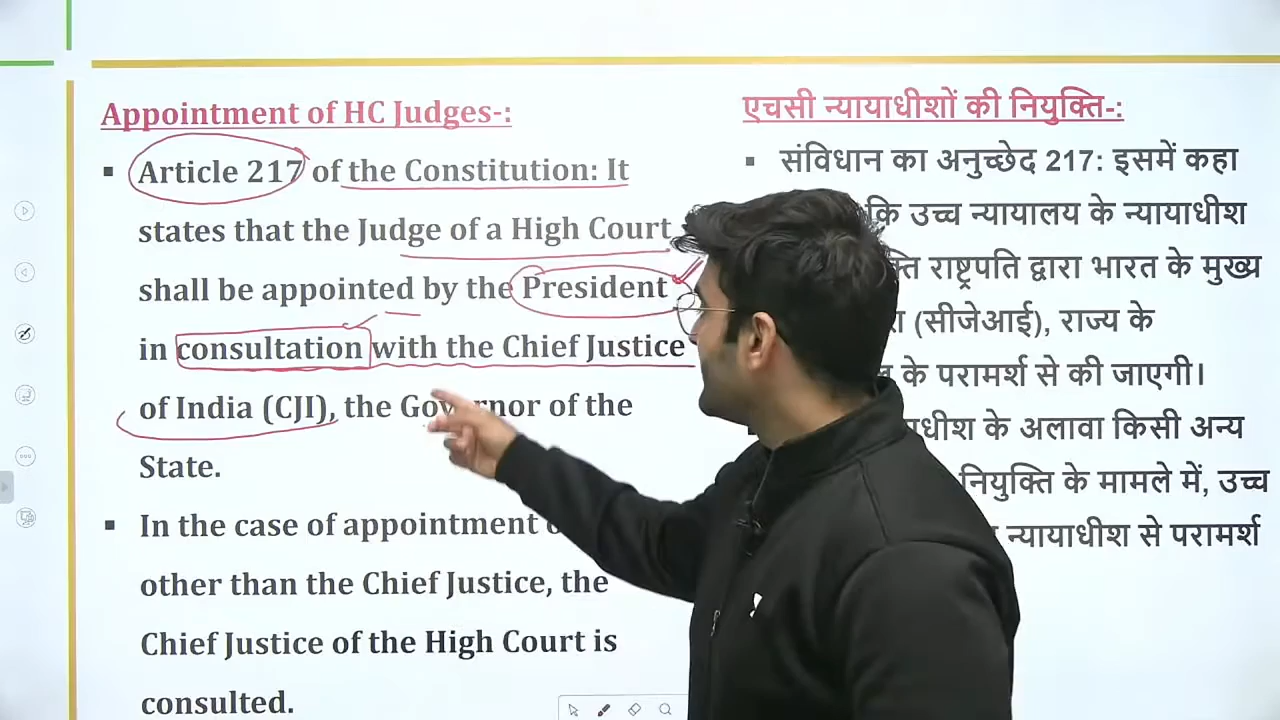 Appointment of HC Judges-:
▪ Article 217 of the Constitution: It
states that the Judge of a High Court
shall be appointed by the President
in consultation with the Chief Justice
of India (CJI), the Governor of the
State.
▪ In the case of appointment
other than the Chief Justice, the
Chief Justice of the High Court is
consulted.
एचसी न्यायाधीशों की नियुक्ति-:
▪ संविधान का अनुच्छेद 217: इसमें कहा
कि उच्च न्यायालय के न्यायाधीश
राष्ट्रपति द्वारा भारत के मुख्य
(सीजेआई), राज्य के
के परामर्श से की जाएगी।
के अलावा किसी अन्य
नियुक्ति के मामले में, उच्च
न्यायाधीश से परामर्श